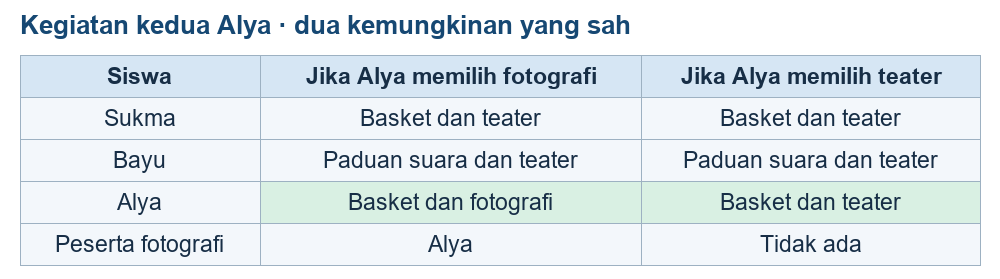 Kegiatan kedua Alya · dua kemungkinan yang sah
Siswa Jika Alya memilih fotografi Jika Alya memilih teater
Sukma Basket dan teater Basket dan teater
Bayu Paduan suara dan teater Paduan suara dan teater
Alya Basket dan fotografi Basket dan teater
Peserta fotografi Alya Tidak ada